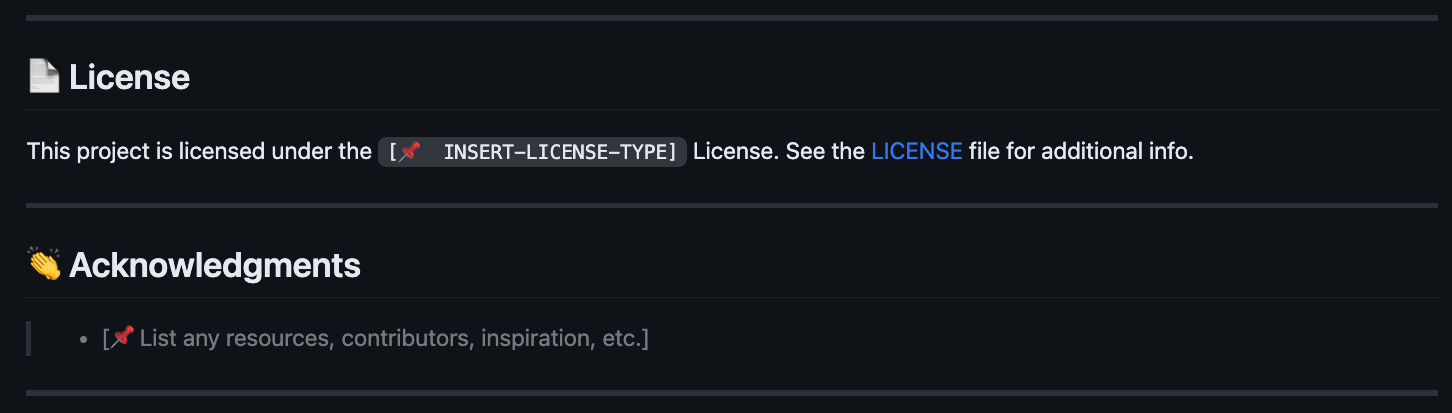 📄 License
This project is licensed under the [📌  INSERT-LICENSE-TYPE] License. See the LICENSE file for additional info.
👏 Acknowledgments
• [📌 List any resources, contributors, inspiration, etc.]